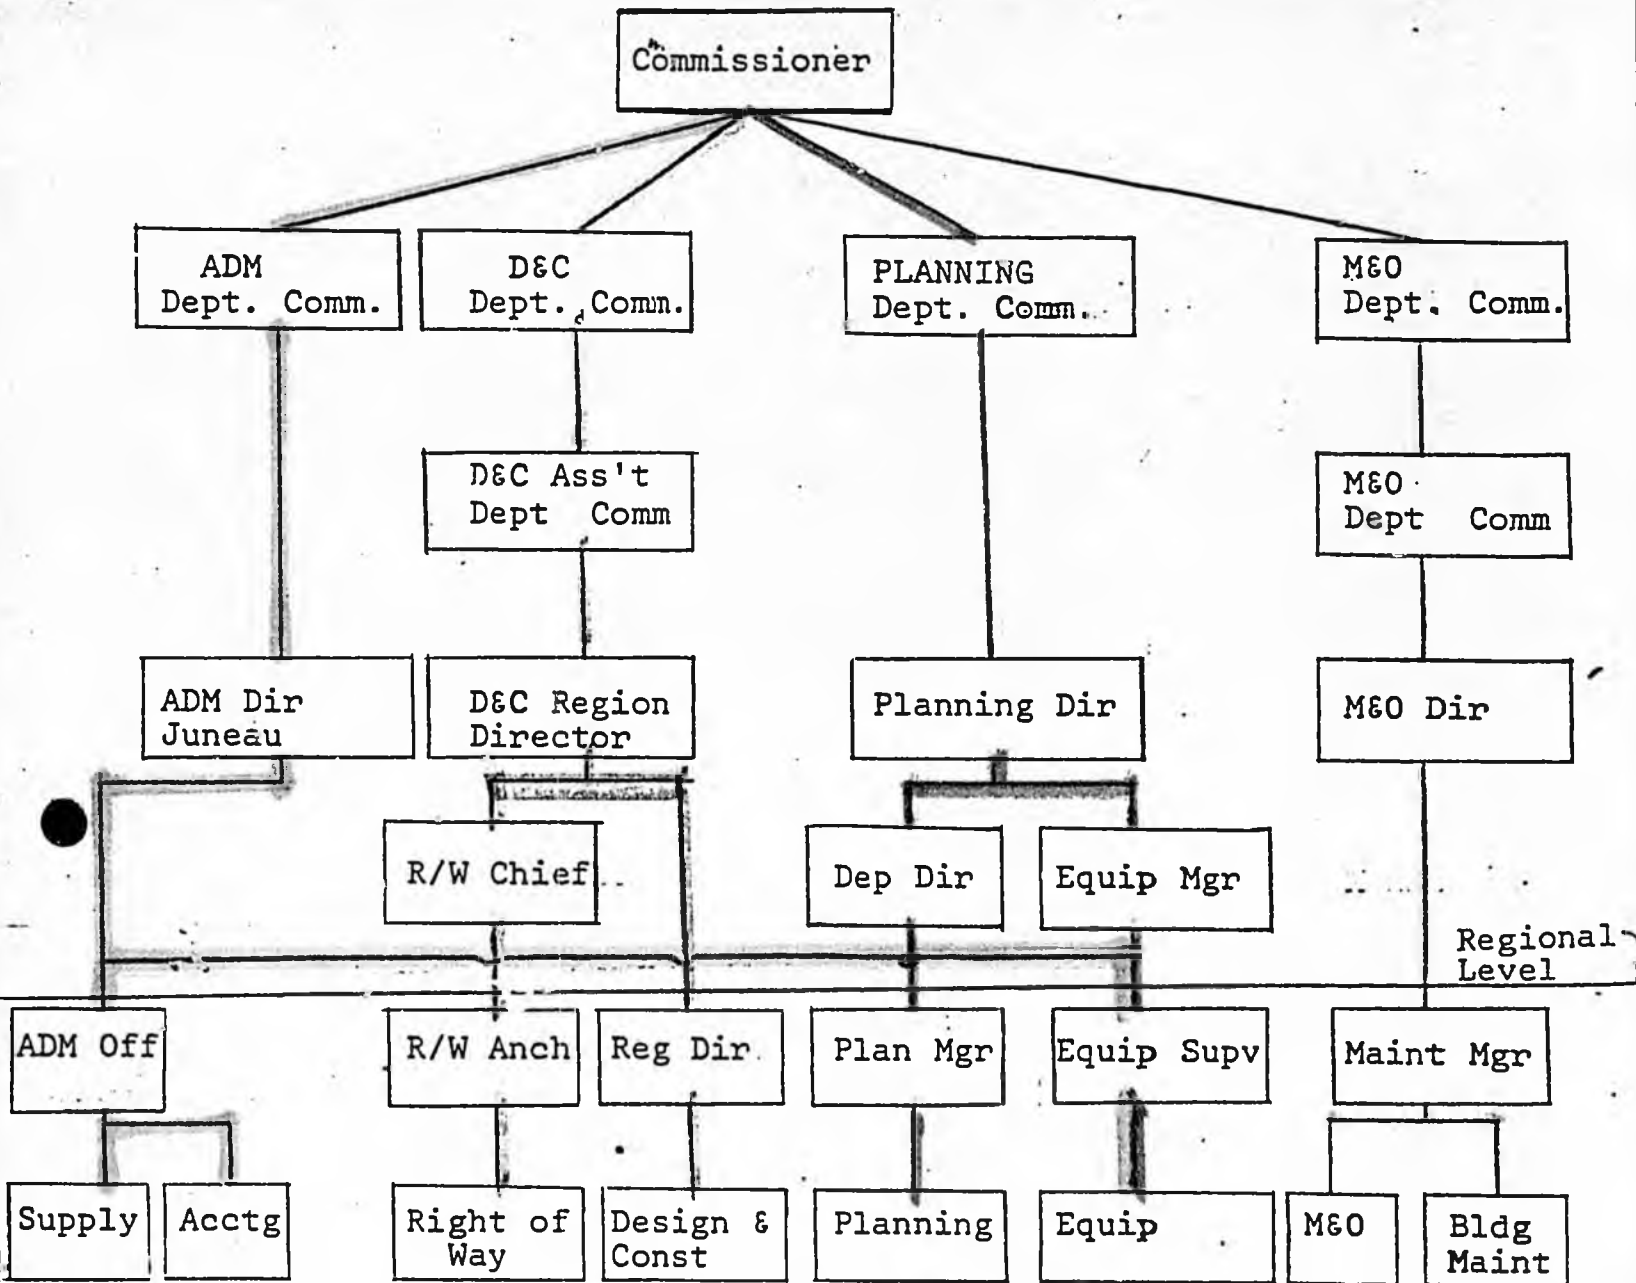 Commissioner
ADM
Dept. Comm.
D&C
Dept. Comm.
PLANNING
Dept. Comm.
M&O
Dept. Comm.
D&C Ass't
Dept Comm
M&O
Dept Comm
ADM Dir
Juneau
D&C Region
Director
Planning Dir
M&O Dir
R/W Chief
Dep Dir
Equip Mgr
Regional
Level
ADM Off
R/W Anch
Reg Dir
Plan Mgr
Equip Supv
Maint Mgr
Supply
Acctg
Right of
Way
Design &
Const
Planning
Equip
M&O
Bldg
Maint